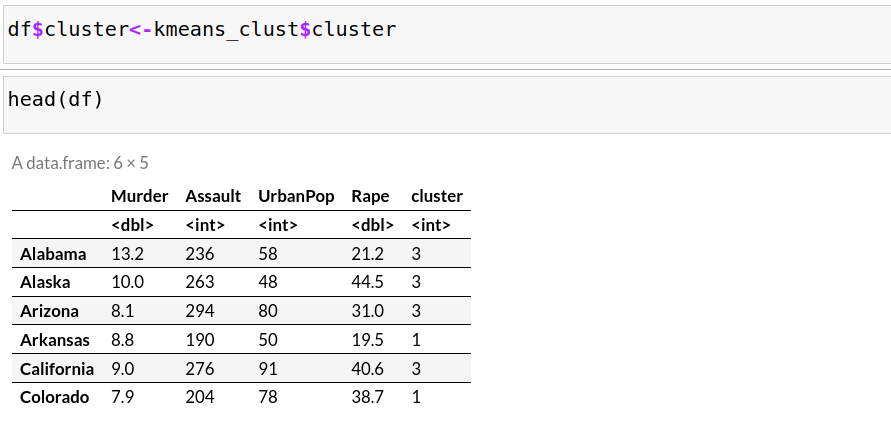 df$cluster<-kmeans_clust$cluster
head(df)
A data.frame: 6 × 5
Murder Assault UrbanPop Rape cluster
<dbl> <int> <int> <dbl> <int>
Alabama 13.2 236 58 21.2 3
Alaska 10.0 263 48 44.5 3
Arizona 8.1 294 80 31.0 3
Arkansas 8.8 190 50 19.5 1
California 9.0 276 91 40.6 3
Colorado 7.9 204 78 38.7 1